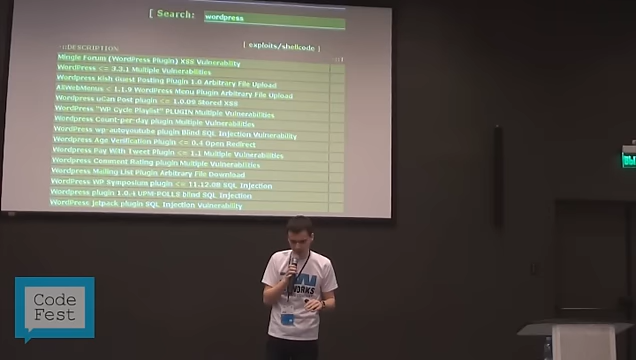 [ Search: wordpress
-::DESCRIPTION
[ exploits/shellcode ]
Mingle Forum (WordPress Plugin) XSS Vulnerability
WordPress <= 3.3.1 Multiple Vulnerabilities
Wordpress Kish Guest Posting Plugin 1.0 Arbitrary File Upload
AllWebMenus < 1.1.9 WordPress Menu Plugin Arbitrary File Upload
Wordpress uCan Post plugin <= 1.0.09 Stored XSS
WordPress "WP Cycle Playlist" PLUGIN Multiple Vulnerabilities
Wordpress Count-per-day plugin Multiple Vulnerabilities
WordPress wp-autoyoutube plugin Blind SQL Injection Vulnerability
Wordpress Age Verification Plugin <= 0.4 Open Redirect
Wordpress Pay With Tweet Plugin <= 1.1 Multiple Vulnerabilities
WordPress Comment Rating plugin Multiple Vulnerabilities
WordPress Mailing List Plugin Arbitrary File Download
WordPress WP Symposium plugin <= 11.12.08 SQL Injection
Wordpress plugin 1.0.4 UPM-POLLS blind SQL Injection
WordPress jetpack plugin SQL Injection Vulnerability
WORKS
Code
Fest